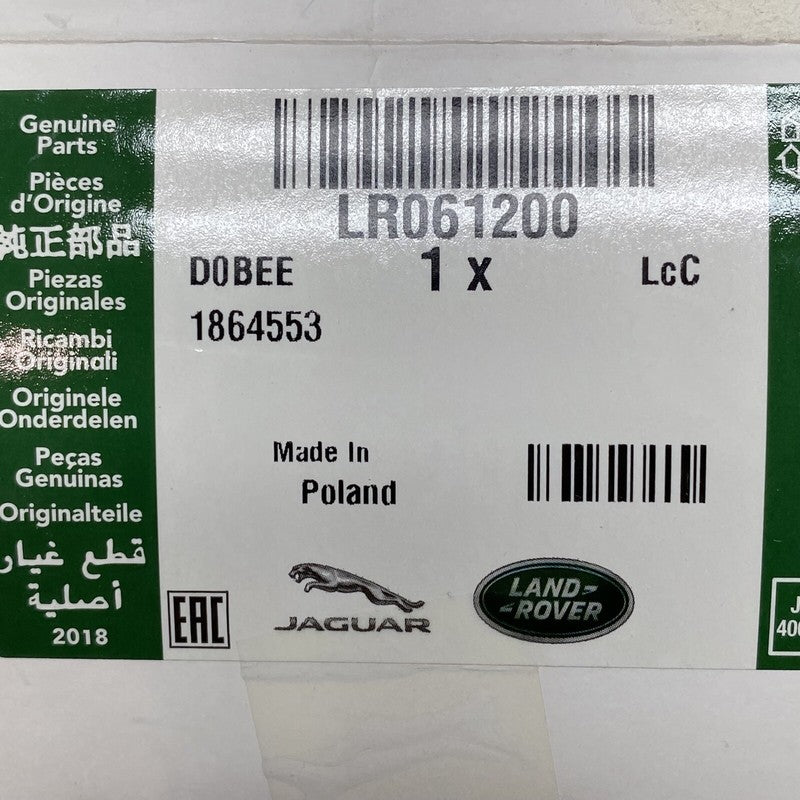 Genuine
Parts
Pièces
d'Origine
純正部品
Piezas
Originales
Ricambi
Originali
Originele
Onderdelen
Peças
Genuinas
Originalteile
قطع غيار
أصلية
2018
LR061200
D0BEE
1 x
LcC
1864553
Made In
Poland
EAC
JAGUAR
LAND
ROVER